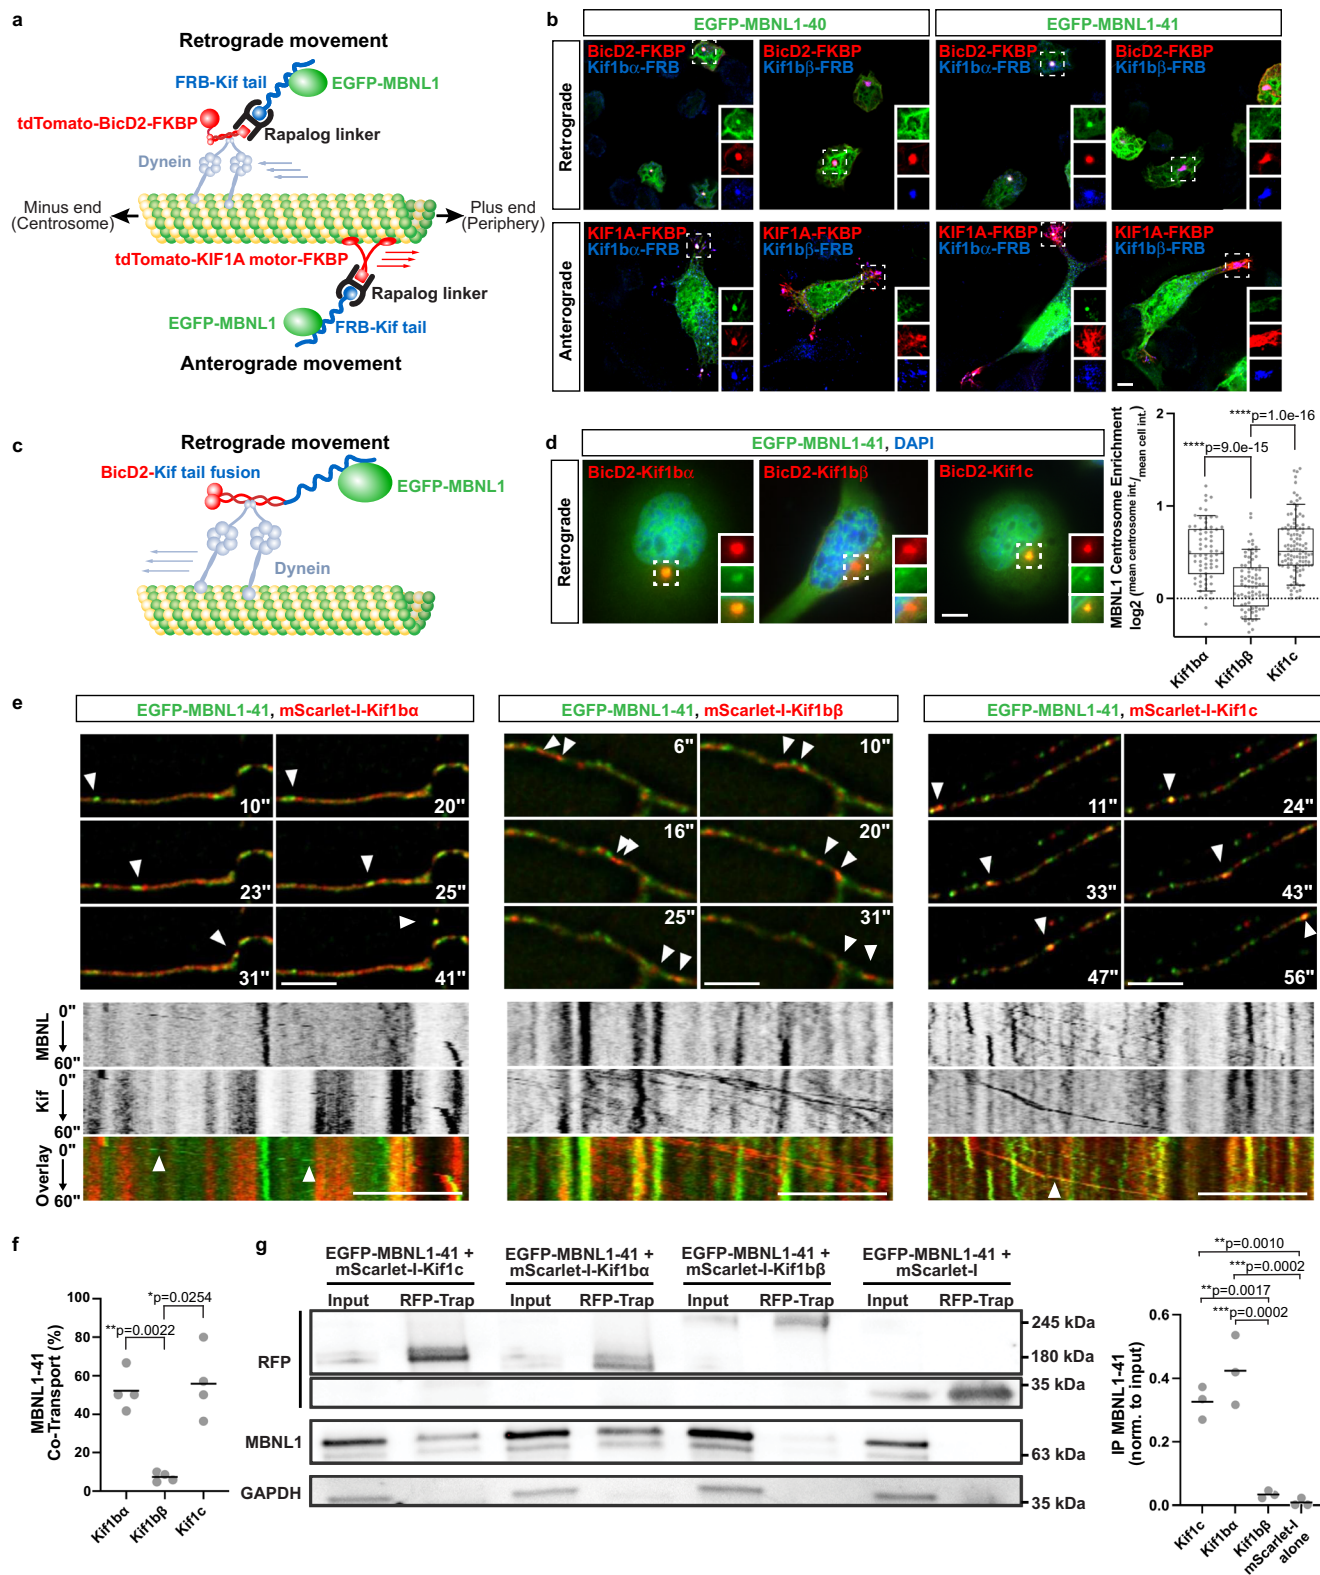 a
Retrograde movement
FRB-Kif tail
EGFP-MBNL1
tdTomato-BicD2-FKBP
Rapalog linker
Dynein
Minus end
(Centrosome)
Plus end
(Periphery)
tdTomato-KIF1A motor-FKBP
Rapalog linker
EGFP-MBNL1
FRB-Kif tail
Anterograde movement
b
EGFP-MBNL1-40
EGFP-MBNL1-41
Retrograde
BicD2-FKBP
Kif1bα-FRB
BicD2-FKBP
Kif1bβ-FRB
BicD2-FKBP
Kif1bα-FRB
BicD2-FKBP
Kif1bβ-FRB
Anterograde
KIF1A-FKBP
Kif1bα-FRB
KIF1A-FKBP
Kif1bβ-FRB
KIF1A-FKBP
Kif1bα-FRB
KIF1A-FKBP
Kif1bβ-FRB
c
Retrograde movement
BicD2-Kif tail fusion
EGFP-MBNL1
Dynein
d
EGFP-MBNL1-41, DAPI
Retrograde
BicD2-Kif1bα
BicD2-Kif1bβ
BicD2-Kif1c
MBNL1 Centrosome Enrichment
log2 (mean centrosome int./mean cell int.)
2
1
0
****p=1.0e-16
****p=9.0e-15
Kif1bα
Kif1bβ
Kif1c
e
EGFP-MBNL1-41, mScarlet-I-Kif1bα
EGFP-MBNL1-41, mScarlet-I-Kif1bβ
EGFP-MBNL1-41, mScarlet-I-Kif1c
10"
20"
23"
25"
31"
41"
6"
10"
16"
20"
25"
31"
11"
24"
33"
43"
47"
56"
MBNL
0"
60"
Kif
0"
60"
Overlay
0"
60"
f
MBNL1-41
Co-Transport (%)
100
80
60
40
20
0
*p=0.0254
**p=0.0022
Kif1bα
Kif1bβ
Kif1c
g
EGFP-MBNL1-41 +
mScarlet-I-Kif1c
EGFP-MBNL1-41 +
mScarlet-I-Kif1bα
EGFP-MBNL1-41 +
mScarlet-I-Kif1bβ
EGFP-MBNL1-41 +
mScarlet-I
Input
RFP-Trap
Input
RFP-Trap
Input
RFP-Trap
Input
RFP-Trap
RFP
245 kDa
180 kDa
35 kDa
MBNL1
63 kDa
GAPDH
35 kDa
IP MBNL1-41
(norm. to input)
0.6
0.4
0.2
0.0
**p=0.0010
***p=0.0002
**p=0.0017
***p=0.0002
Kif1c
Kif1bα
Kif1bβ
mScarlet-I
alone